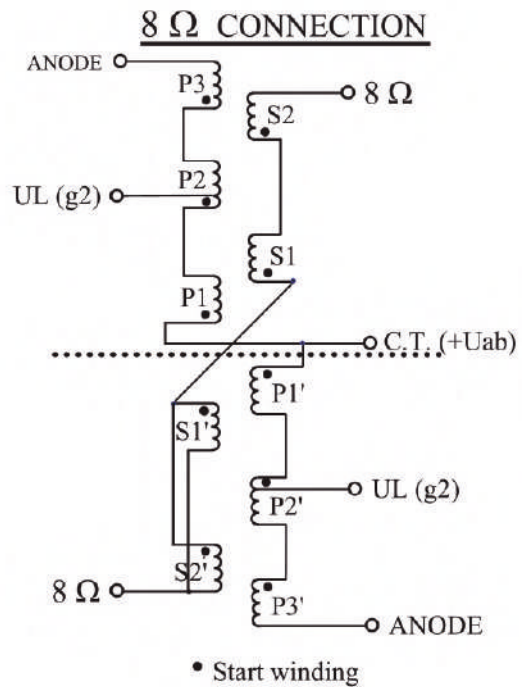 8 Ω CONNECTION
ANODE
P3
S2
8 Ω
UL (g2)
P2
S1
P1
C.T. (+Uab)
P1'
S1'
UL (g2)
P2'
S2'
8 Ω
P3'
ANODE
• Start winding